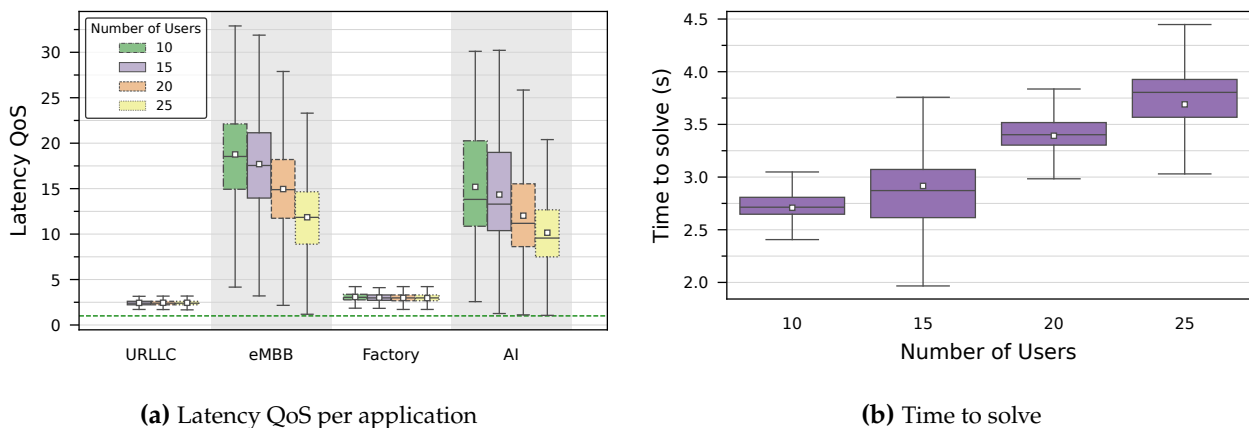 Number of Users
10
15
20
25
Latency QoS
30
25
20
15
10
5
0
URLLC eMBB Factory AI
(a) Latency QoS per application
Time to solve (s)
4.5
4.0
3.5
3.0
2.5
2.0
10 15 20 25
Number of Users
(b) Time to solve